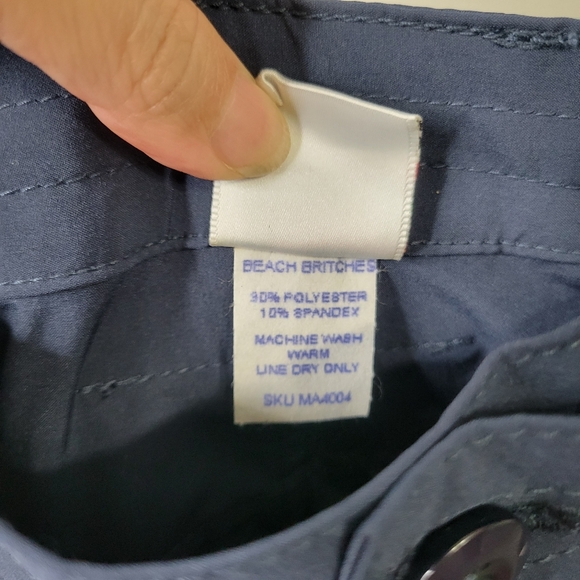 BEACH BRITCHES
90% POLYESTER
10% SPANDEX
MACHINE WASH
WARM
LINE DRY ONLY
SKU MA4004